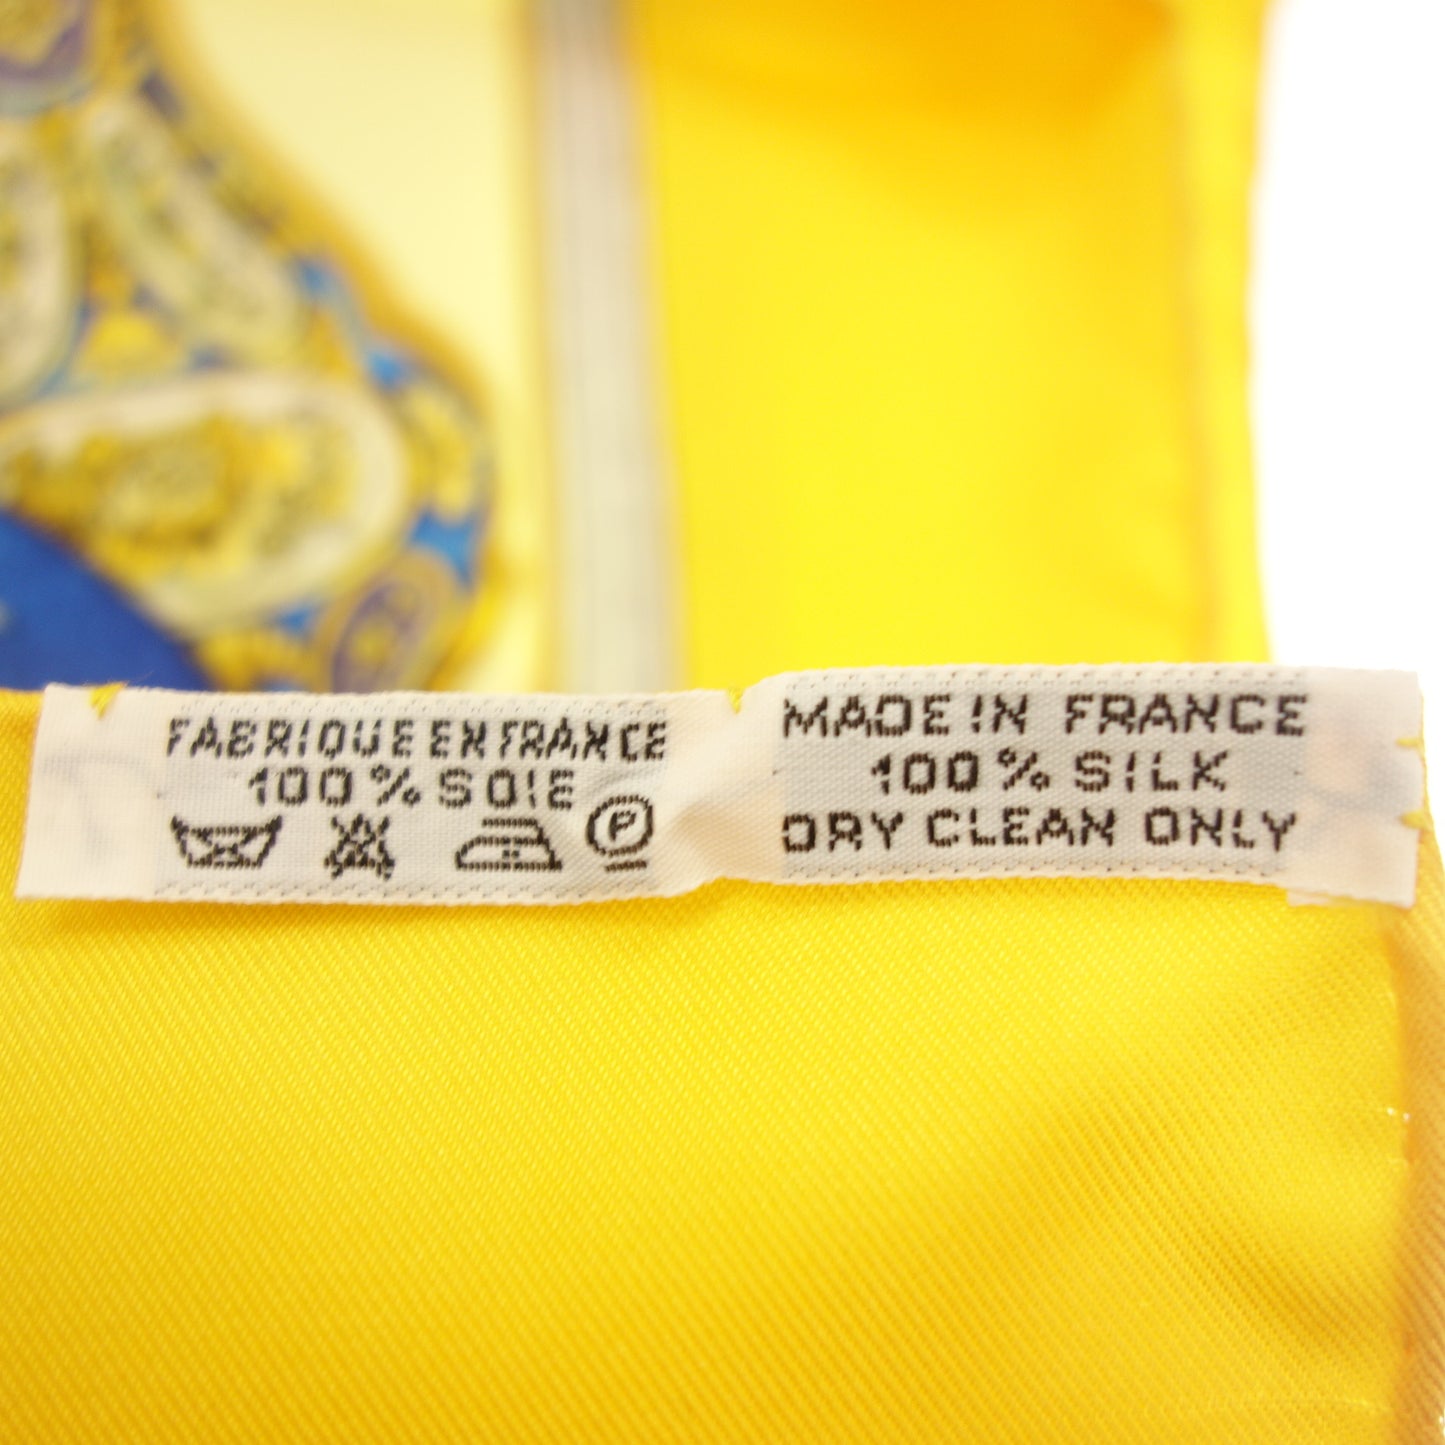 FABRIQUE EN FRANCE
100% SOIE
P
MADE IN FRANCE
100% SILK
DRY CLEAN ONLY